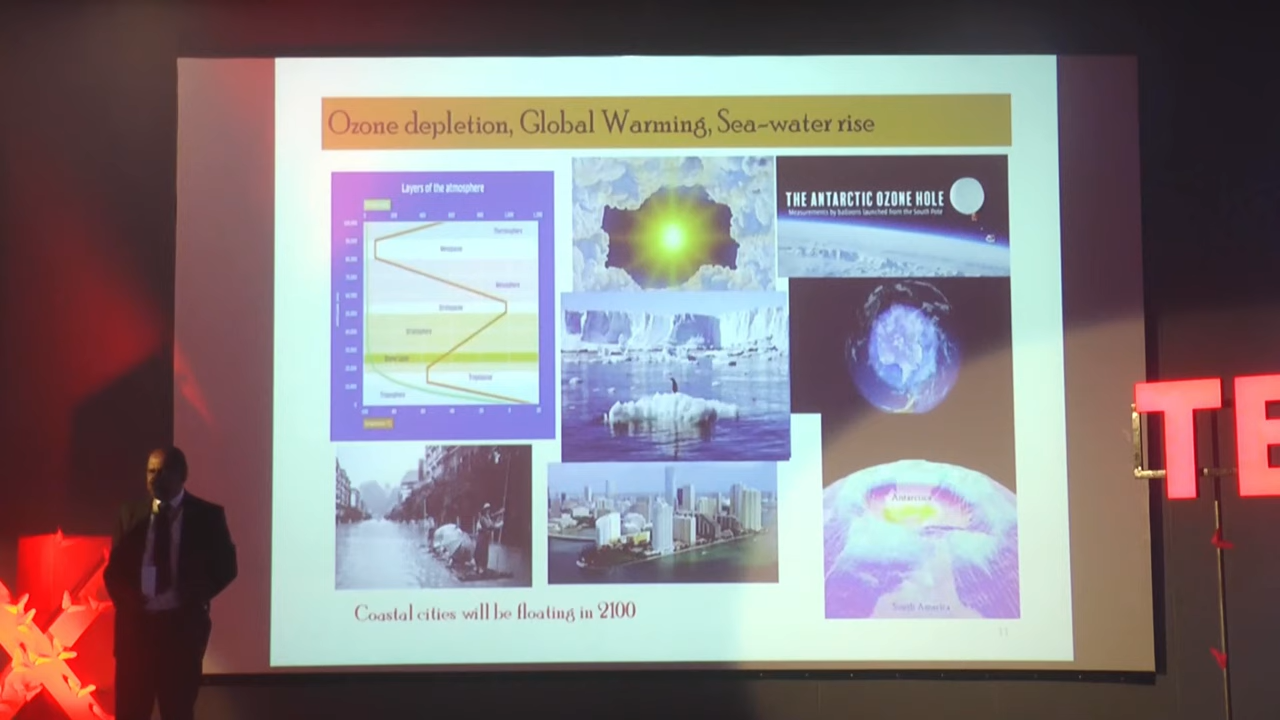 Ozone depletion, Global Warming, Sea-water rise
Layers of the atmosphere
Thermosphere
Mesopause
Mesosphere
Stratopause
Stratosphere
Ozone Layer
Tropopause
Troposphere
THE ANTARCTIC OZONE HOLE
Measurements by balloons launched from the South Pole
Antarctica
South America
Coastal cities will be floating in 2100
11
TE
X